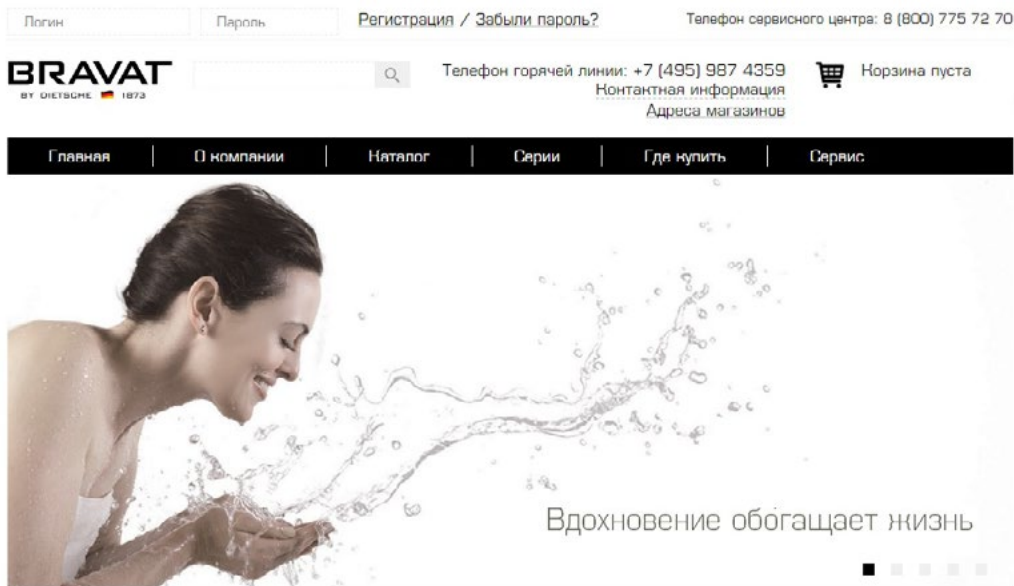 Логин
Пароль
Регистрация / Забыли пароль?
Телефон сервисного центра: 8 (800) 775 72 70
BRAVAT
BY DIETSCHE 1873
Телефон горячей линии: +7 (495) 987 4359
Контактная информация
Адреса магазинов
Корзина пуста
Главная
О компании
Каталог
Серии
Где купить
Сервис
Вдохновение обогащает жизнь